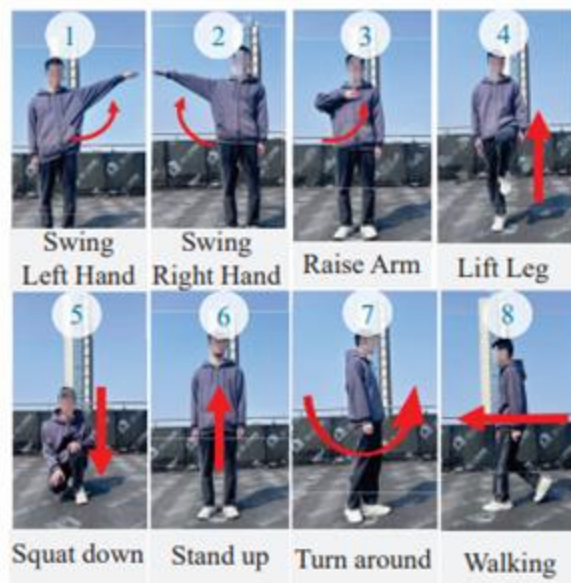 1
2
3
4
Swing
Left Hand
Swing
Right Hand
Raise Arm
Lift Leg
5
6
7
8
Squat down
Stand up
Turn around
Walking